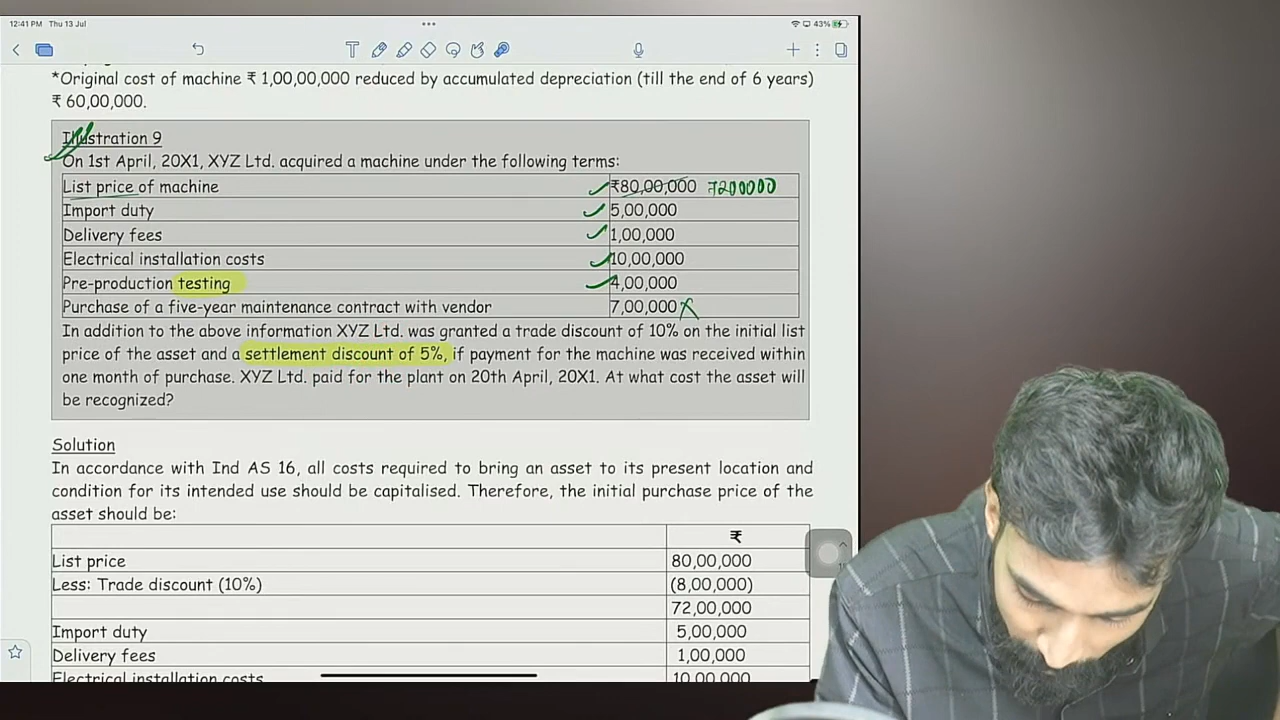 12:41 PM Thu 13 Jul
43%
*Original cost of machine ₹ 1,00,00,000 reduced by accumulated depreciation (till the end of 6 years)
₹ 60,00,000.
Illustration 9
On 1st April, 20X1, XYZ Ltd. acquired a machine under the following terms:
List price of machine ₹80,00,000 7200000
Import duty 5,00,000
Delivery fees 1,00,000
Electrical installation costs 10,00,000
Pre-production testing 4,00,000
Purchase of a five-year maintenance contract with vendor 7,00,000
In addition to the above information XYZ Ltd. was granted a trade discount of 10% on the initial list
price of the asset and a settlement discount of 5%, if payment for the machine was received within
one month of purchase. XYZ Ltd. paid for the plant on 20th April, 20X1. At what cost the asset will
be recognized?
Solution
In accordance with Ind AS 16, all costs required to bring an asset to its present location and
condition for its intended use should be capitalised. Therefore, the initial purchase price of the
asset should be:
₹
List price 80,00,000
Less: Trade discount (10%) (8,00,000)
72,00,000
Import duty 5,00,000
Delivery fees 1,00,000
Electrical installation costs 10,00,000